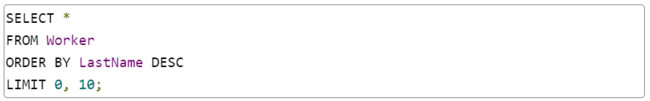 SELECT *
FROM Worker
ORDER BY LastName DESC
LIMIT 0, 10;